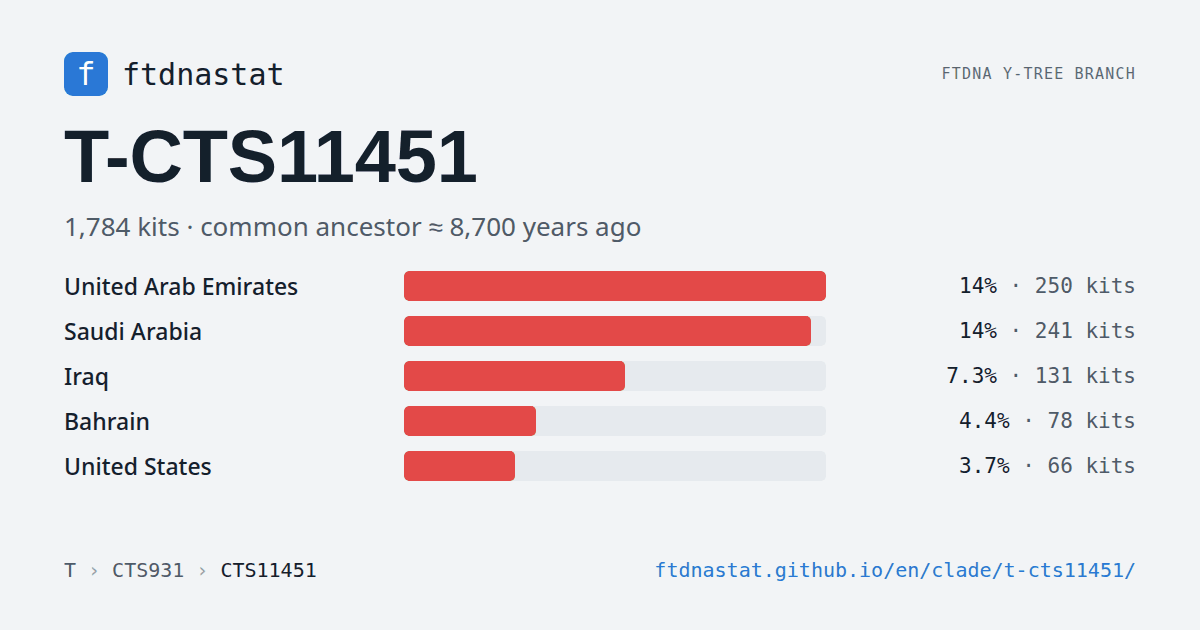 f ftdnastat
FTDNA Y-TREE BRANCH
T-CTS11451
1,784 kits · common ancestor ≈ 8,700 years ago
United Arab Emirates 14% · 250 kits
Saudi Arabia 14% · 241 kits
Iraq 7.3% · 131 kits
Bahrain 4.4% · 78 kits
United States 3.7% · 66 kits
T › CTS931 › CTS11451
ftdnastat.github.io/en/clade/t-cts11451/